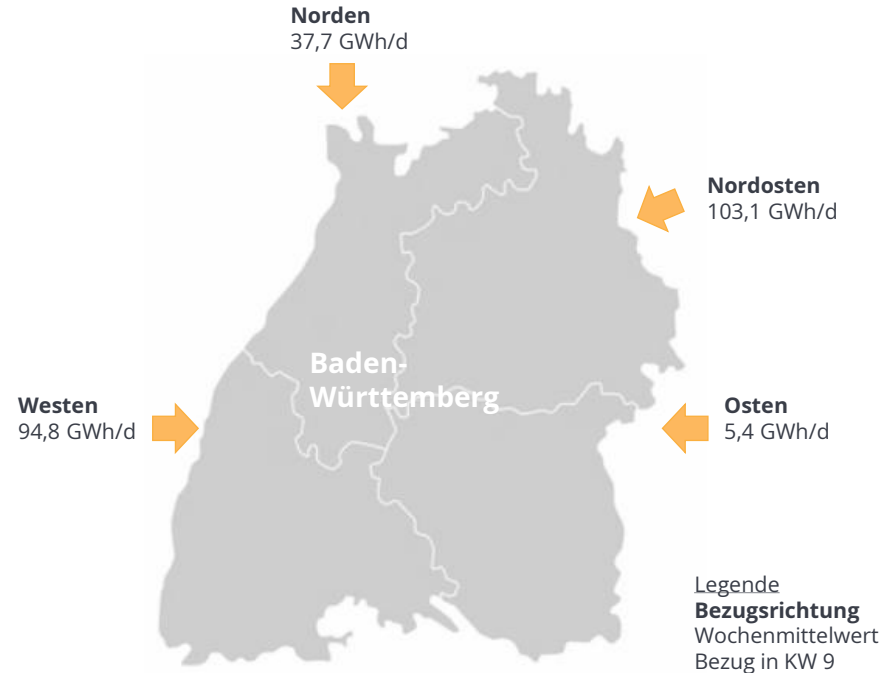 Norden
37,7 GWh/d
Nordosten
103,1 GWh/d
Baden-
Württemberg
Westen
94,8 GWh/d
Osten
5,4 GWh/d
Legende
Bezugsrichtung
Wochenmittelwert
Bezug in KW 9